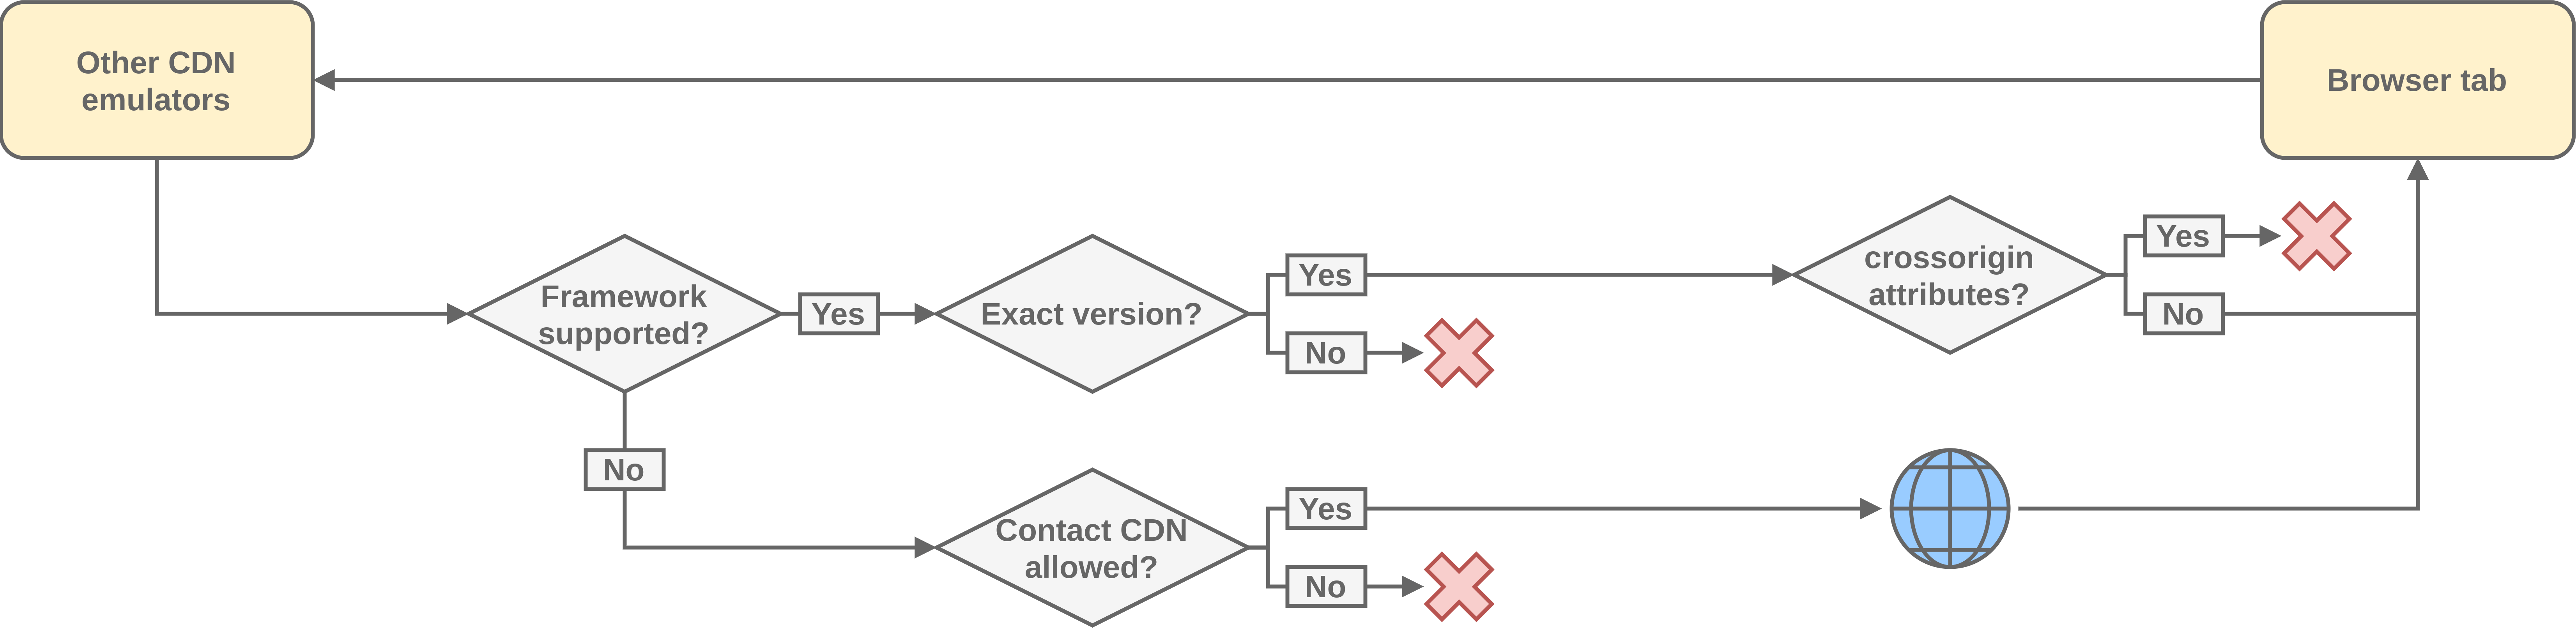 Other CDN
emulators
Browser tab
Framework
supported?
Yes
Exact version?
Yes
No
crossorigin
attributes?
Yes
No
No
Contact CDN
allowed?
Yes
No